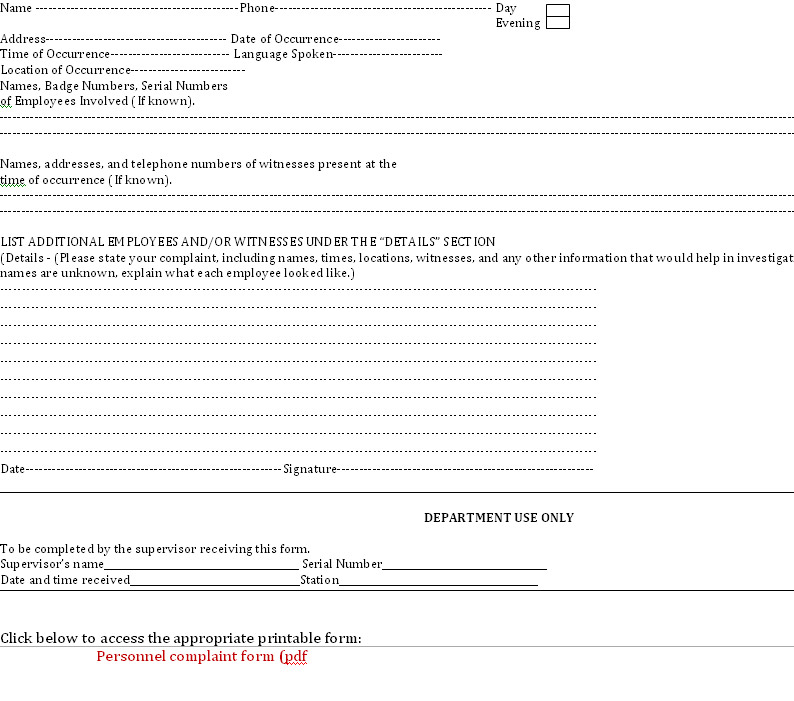 Name ----------------------------------------------- Phone-------------------------------------------------- Day
Evening
Address------------------------------------------ Date of Occurrence-----------------------
Time of Occurrence--------------------------- Language Spoken-------------------------
Location of Occurrence--------------------------
Names, Badge Numbers, Serial Numbers
of Employees Involved (If known).
Names, addresses, and telephone numbers of witnesses present at the
time of occurrence (If known).
LIST ADDITIONAL EMPLOYEES AND/OR WITNESSES UNDER THE “DETAILS” SECTION
(Details - (Please state your complaint, including names, times, locations, witnesses, and any other information that would help in investigat
names are unknown, explain what each employee looked like.)
Date----------------------------------------------------------- Signature-----------------------------------------------------------
DEPARTMENT USE ONLY
To be completed by the supervisor receiving this form.
Supervisor's name______________________________ Serial Number_________________________
Date and time received__________________________Station______________________________
Click below to access the appropriate printable form:
Personnel complaint form (pdf